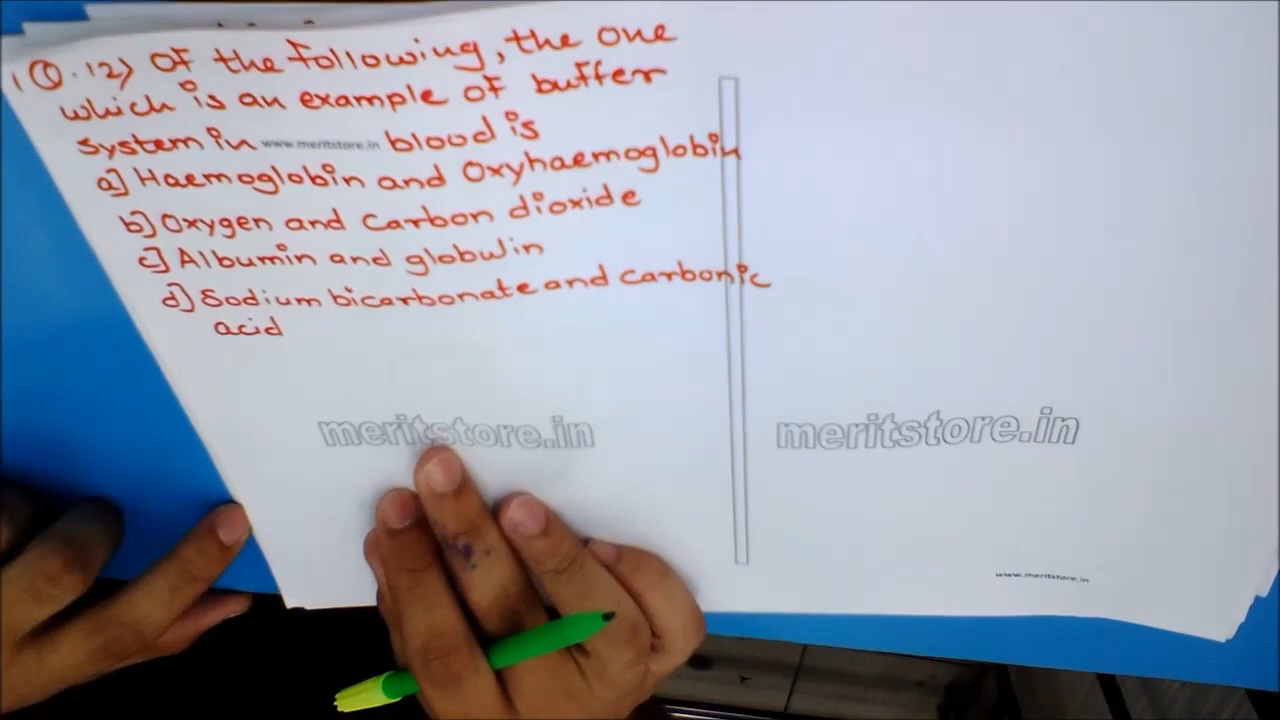 Q.12) Of the following, the one
which is an example of buffer
system in www.meritstore.in blood is
a] Haemoglobin and Oxyhaemoglobin
b] Oxygen and carbon dioxide
c] Albumin and globulin
d] Sodium bicarbonate and carbonic
acid
meritstore.in meritstore.in
www.meritstore.in